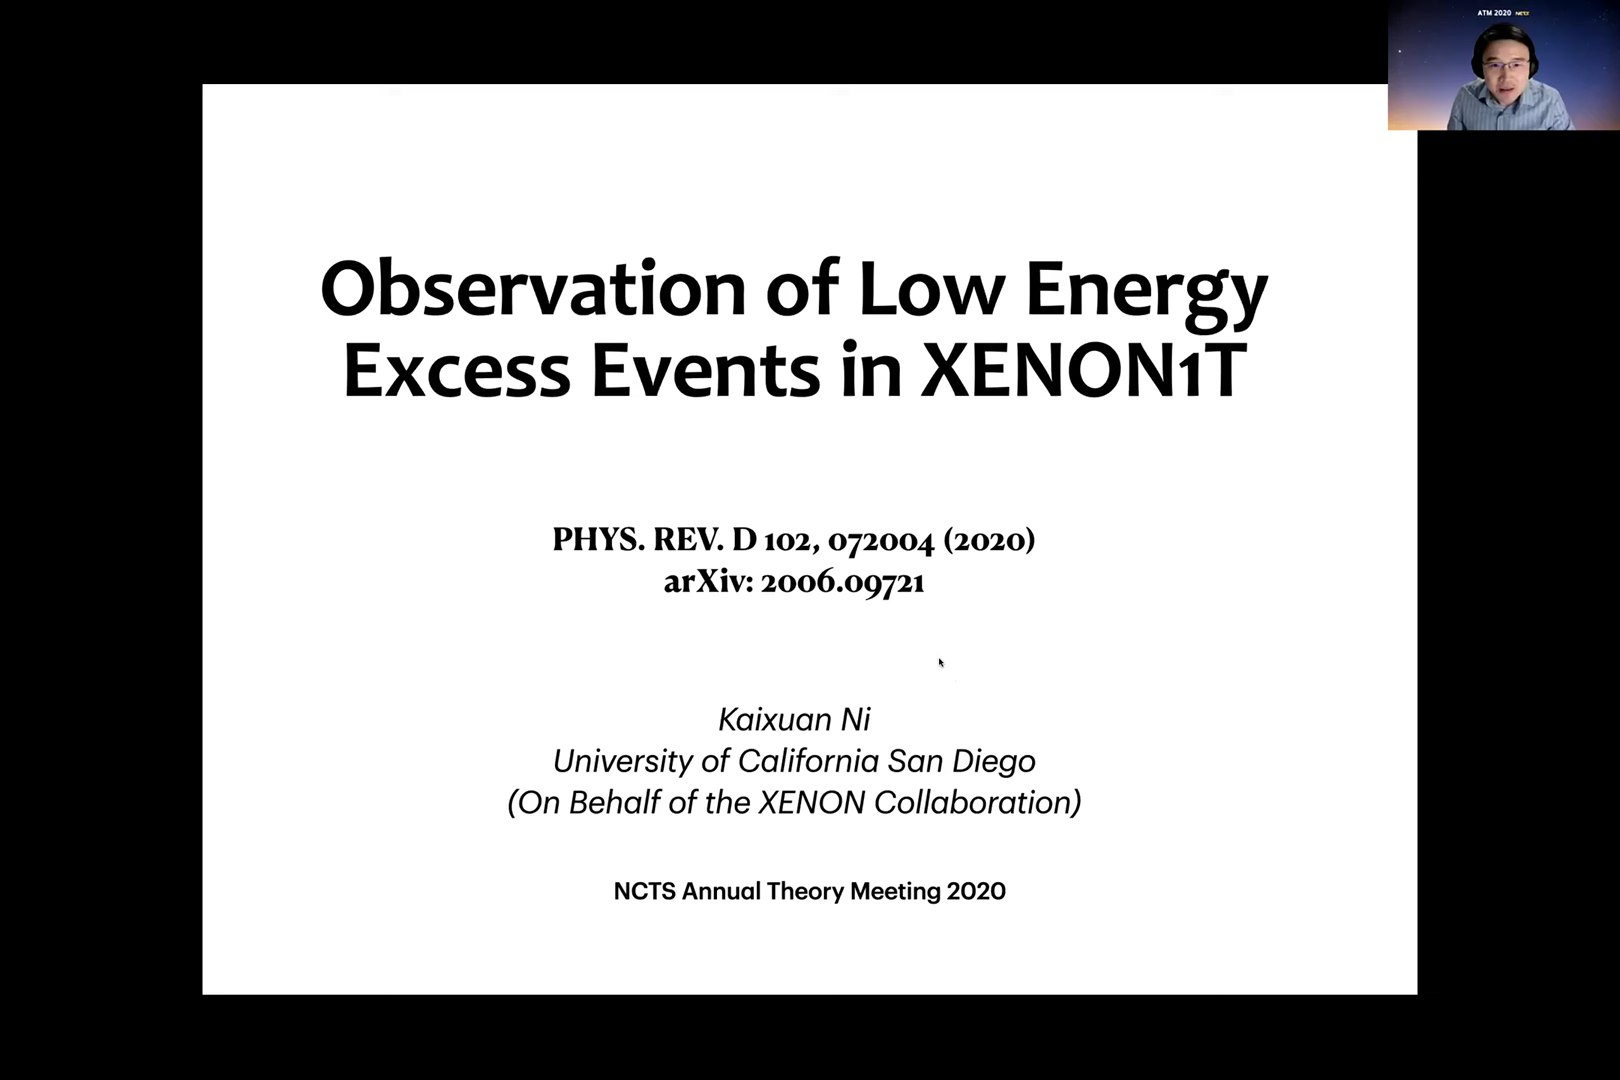 ATM 2020 NCTS
Observation of Low Energy
Excess Events in XENON1T
PHYS. REV. D 102, 072004 (2020)
arXiv: 2006.09721
Kaixuan Ni
University of California San Diego
(On Behalf of the XENON Collaboration)
NCTS Annual Theory Meeting 2020